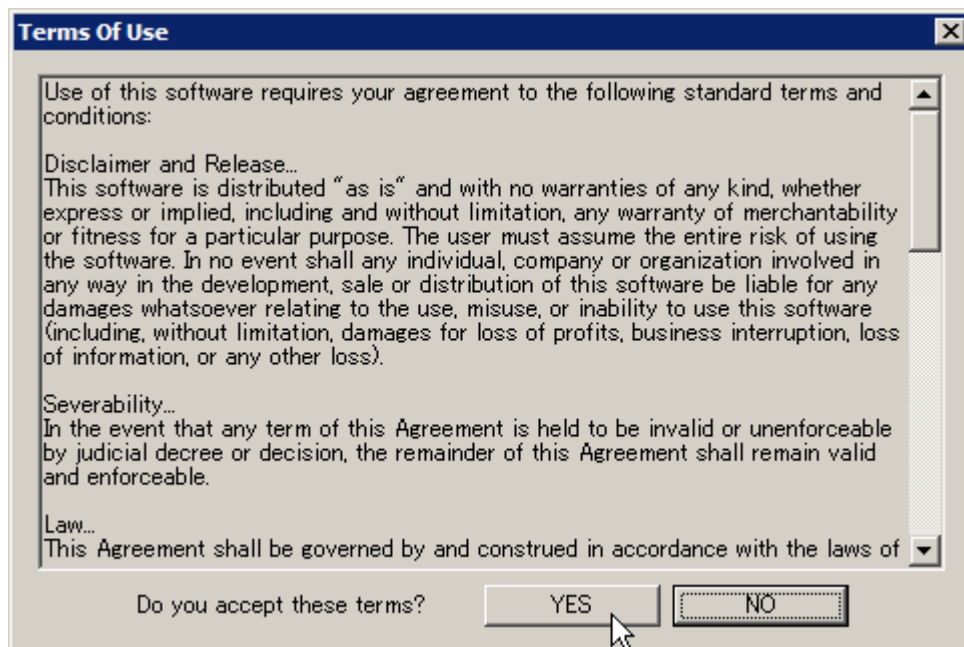 Terms Of Use
Use of this software requires your agreement to the following standard terms and
conditions:
Disclaimer and Release...
This software is distributed "as is" and with no warranties of any kind, whether
express or implied, including and without limitation, any warranty of merchantability
or fitness for a particular purpose. The user must assume the entire risk of using
the software. In no event shall any individual, company or organization involved in
any way in the development, sale or distribution of this software be liable for any
damages whatsoever relating to the use, misuse, or inability to use this software
(including, without limitation, damages for loss of profits, business interruption, loss
of information, or any other loss).
Severability...
In the event that any term of this Agreement is held to be invalid or unenforceable
by judicial decree or decision, the remainder of this Agreement shall remain valid
and enforceable.
Law...
This Agreement shall be governed by and construed in accordance with the laws of
Do you accept these terms? YES NO